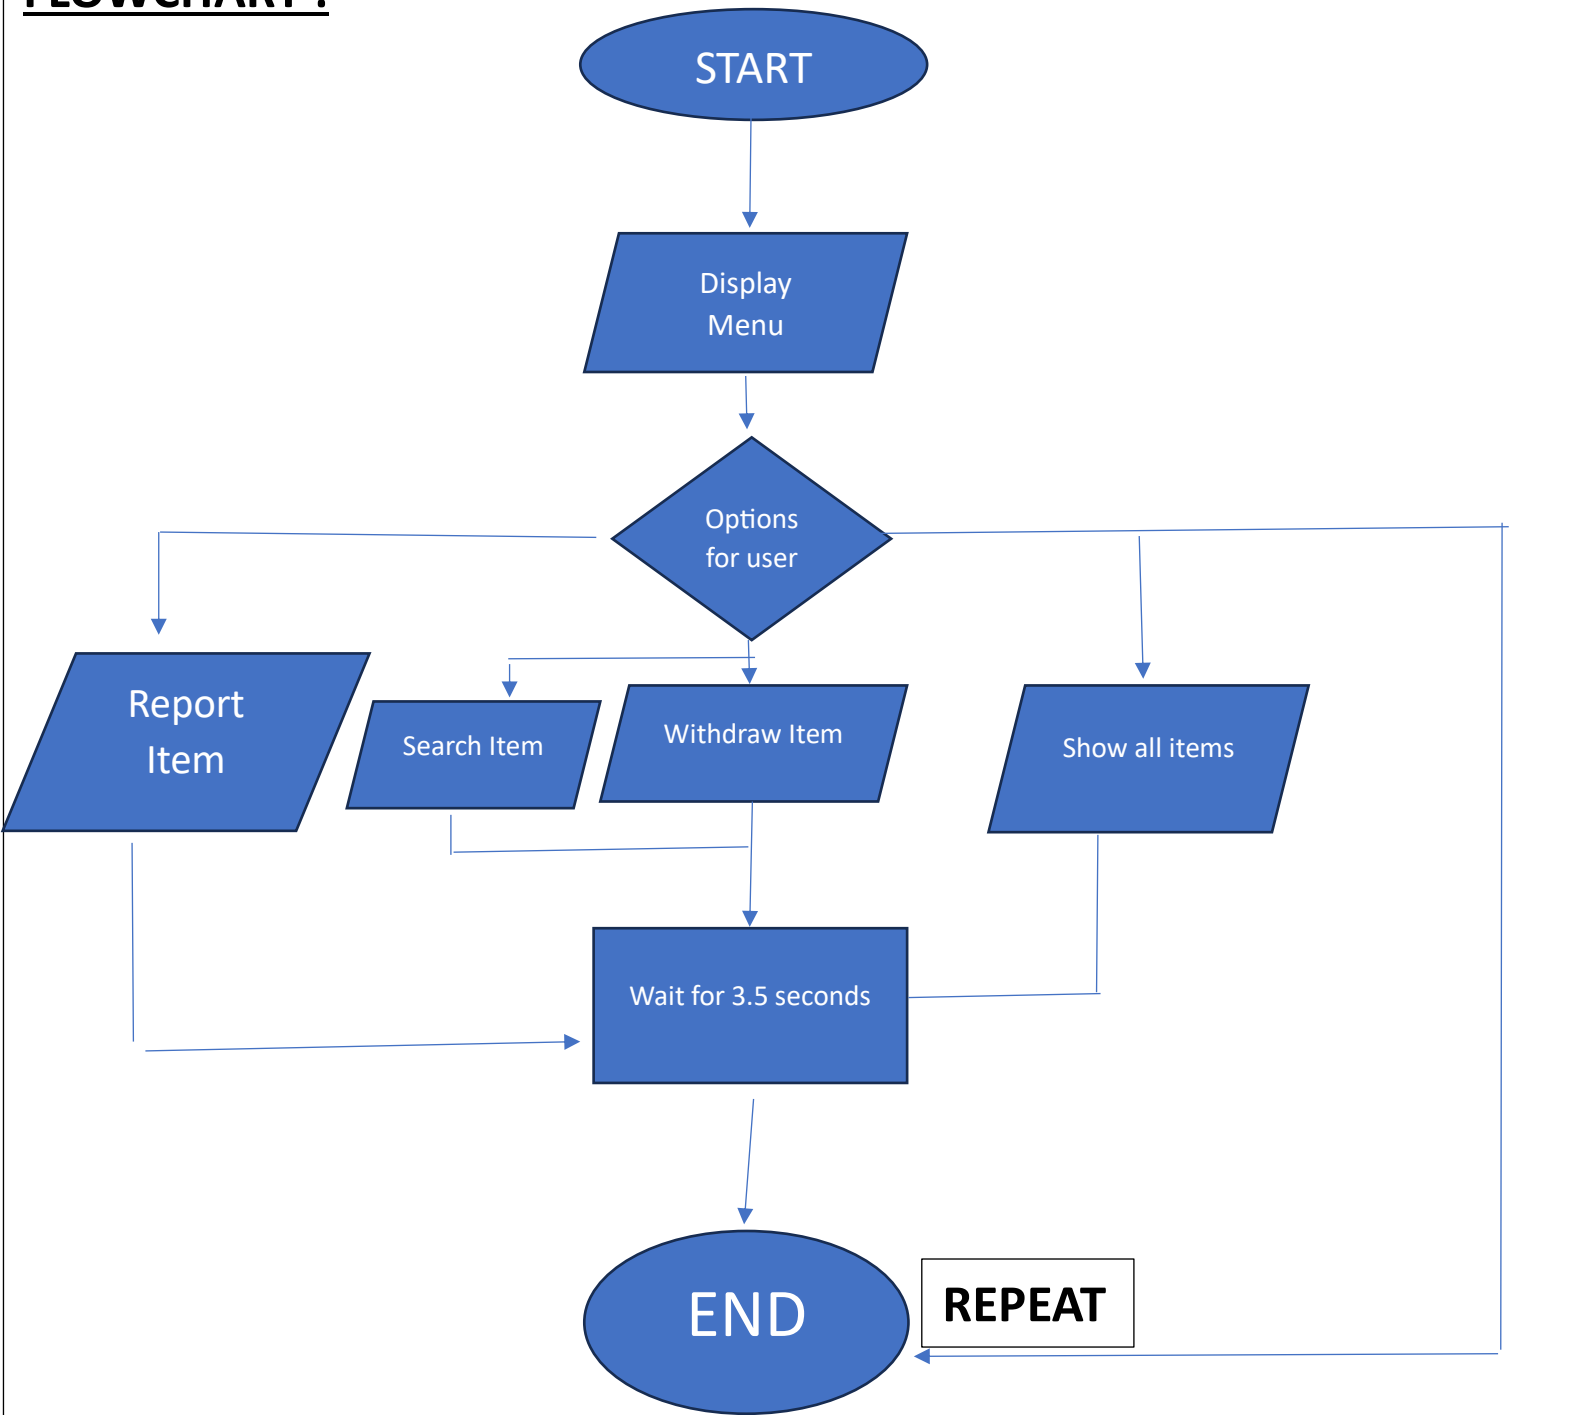 FLOWCHART :
START
Display
Menu
Options
for user
Report
Item
Search Item
Withdraw Item
Show all items
Wait for 3.5 seconds
END
REPEAT